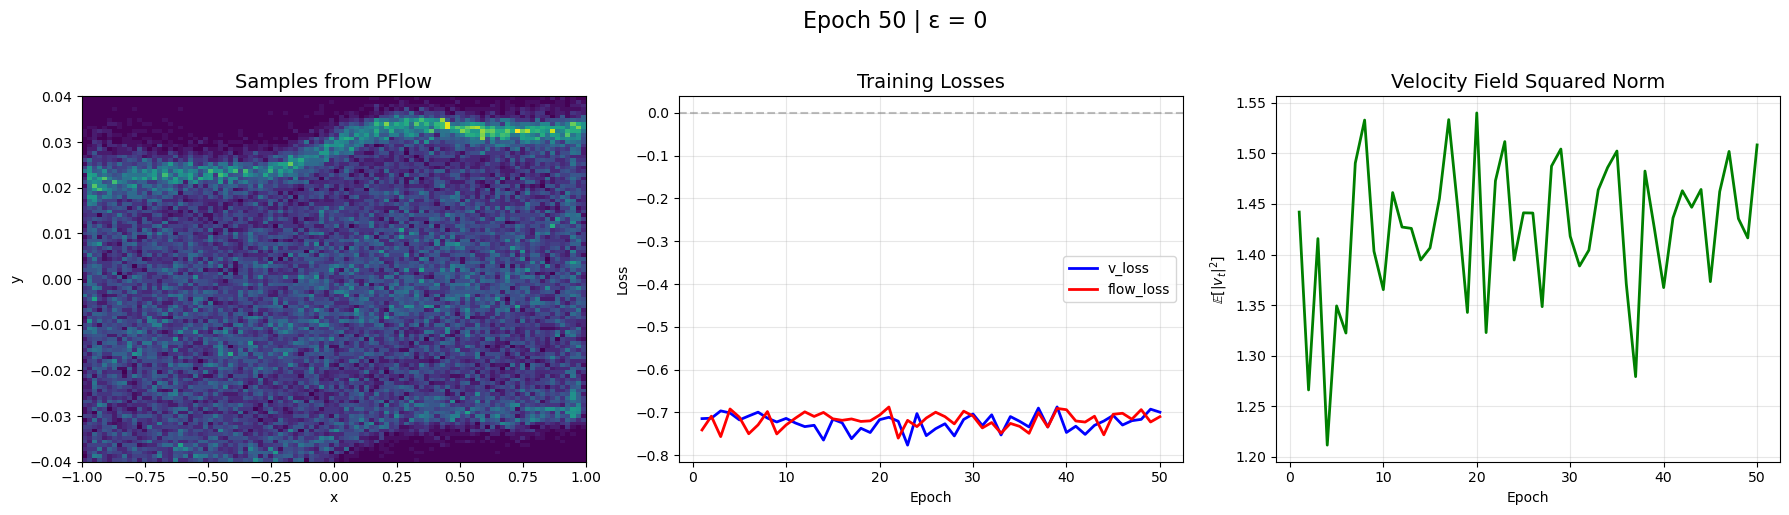 Epoch 50 | ε = 0
Samples from PFlow
0.04
0.03
0.02
0.01
0.00
−0.01
−0.02
−0.03
−0.04
y
−1.00 −0.75 −0.50 −0.25 0.00 0.25 0.50 0.75 1.00
x
Training Losses
0.0
−0.1
−0.2
−0.3
−0.4
−0.5
−0.6
−0.7
−0.8
Loss
v_loss
flow_loss
0 10 20 30 40 50
Epoch
Velocity Field Squared Norm
1.55
1.50
1.45
1.40
1.35
1.30
1.25
1.20
𝔼[|v_t|²]
0 10 20 30 40 50
Epoch